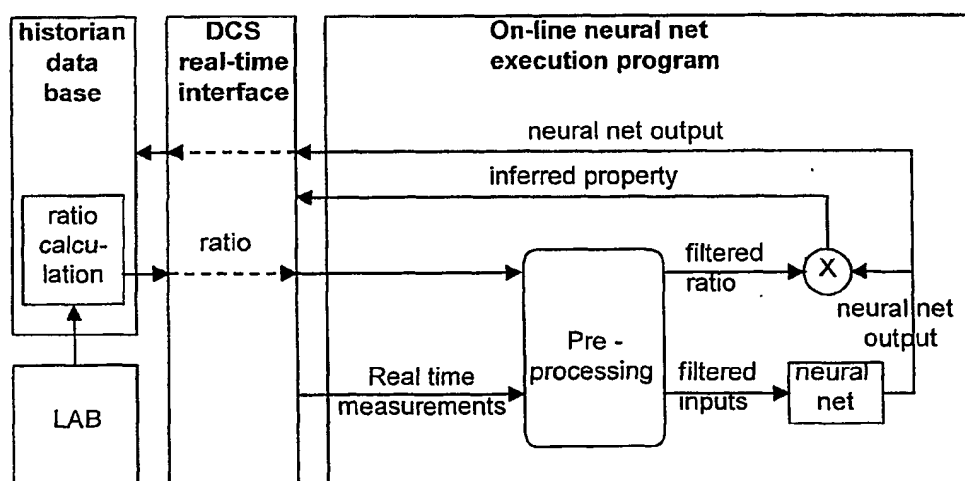 historian
data
base
DCS
real-time
interface
On-line neural net
execution program
neural net output
inferred property
ratio
calcu-
lation
ratio
filtered
ratio
X
neural net
output
Pre -
processing
Real time
measurements
filtered
inputs
neural
net
LAB